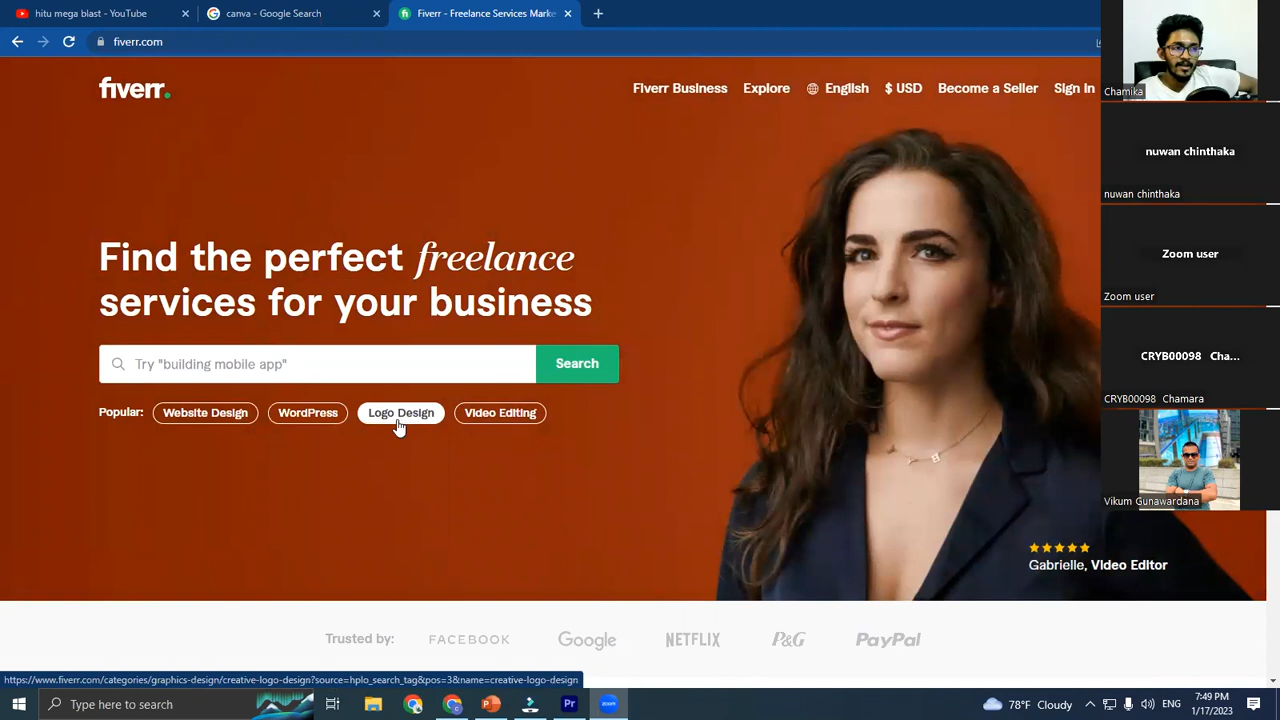 hitu mega blast - YouTube
canva - Google Search
Fiverr - Freelance Services Marke
fiverr.com
fiverr.
Fiverr Business
Explore
English
$ USD
Become a Seller
Sign in
Find the perfect freelance
services for your business
Try "building mobile app"
Search
Popular:
Website Design
WordPress
Logo Design
Video Editing
Gabrielle, Video Editor
Trusted by:
FACEBOOK
Google
NETFLIX
P&G
PayPal
https://www.fiverr.com/categories/graphics-design/creative-logo-design?source=hplo_search_tag&pos=3&name=creative-logo-design
Chamika
nuwan chinthaka
nuwan chinthaka
Zoom user
Zoom user
CRYB00098 Cha...
CRYB00098 Chamara
Vikum Gunawardana
Type here to search
Pr
zoom
78°F Cloudy
ENG
7:49 PM
1/17/2023